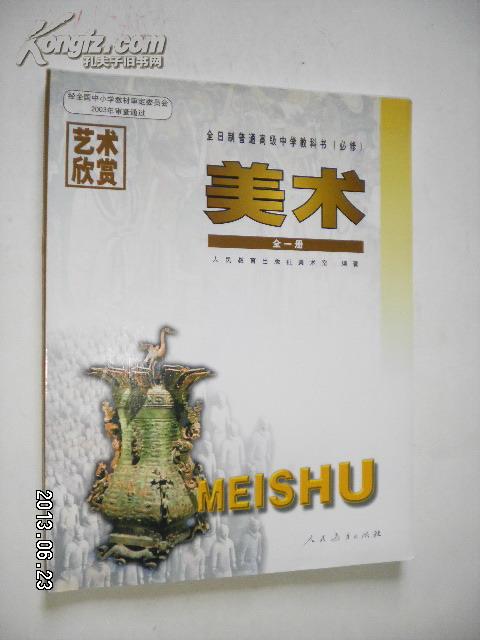 Kongfz.com
孔夫子旧书网
经全国中小学教材审定委员会
2003年审查通过
艺术
欣赏
全日制普通高级中学教科书（必修）
美术
全一册
人民教育出版社美术室 编著
MEISHU
人民教育出版社
2013.06.23